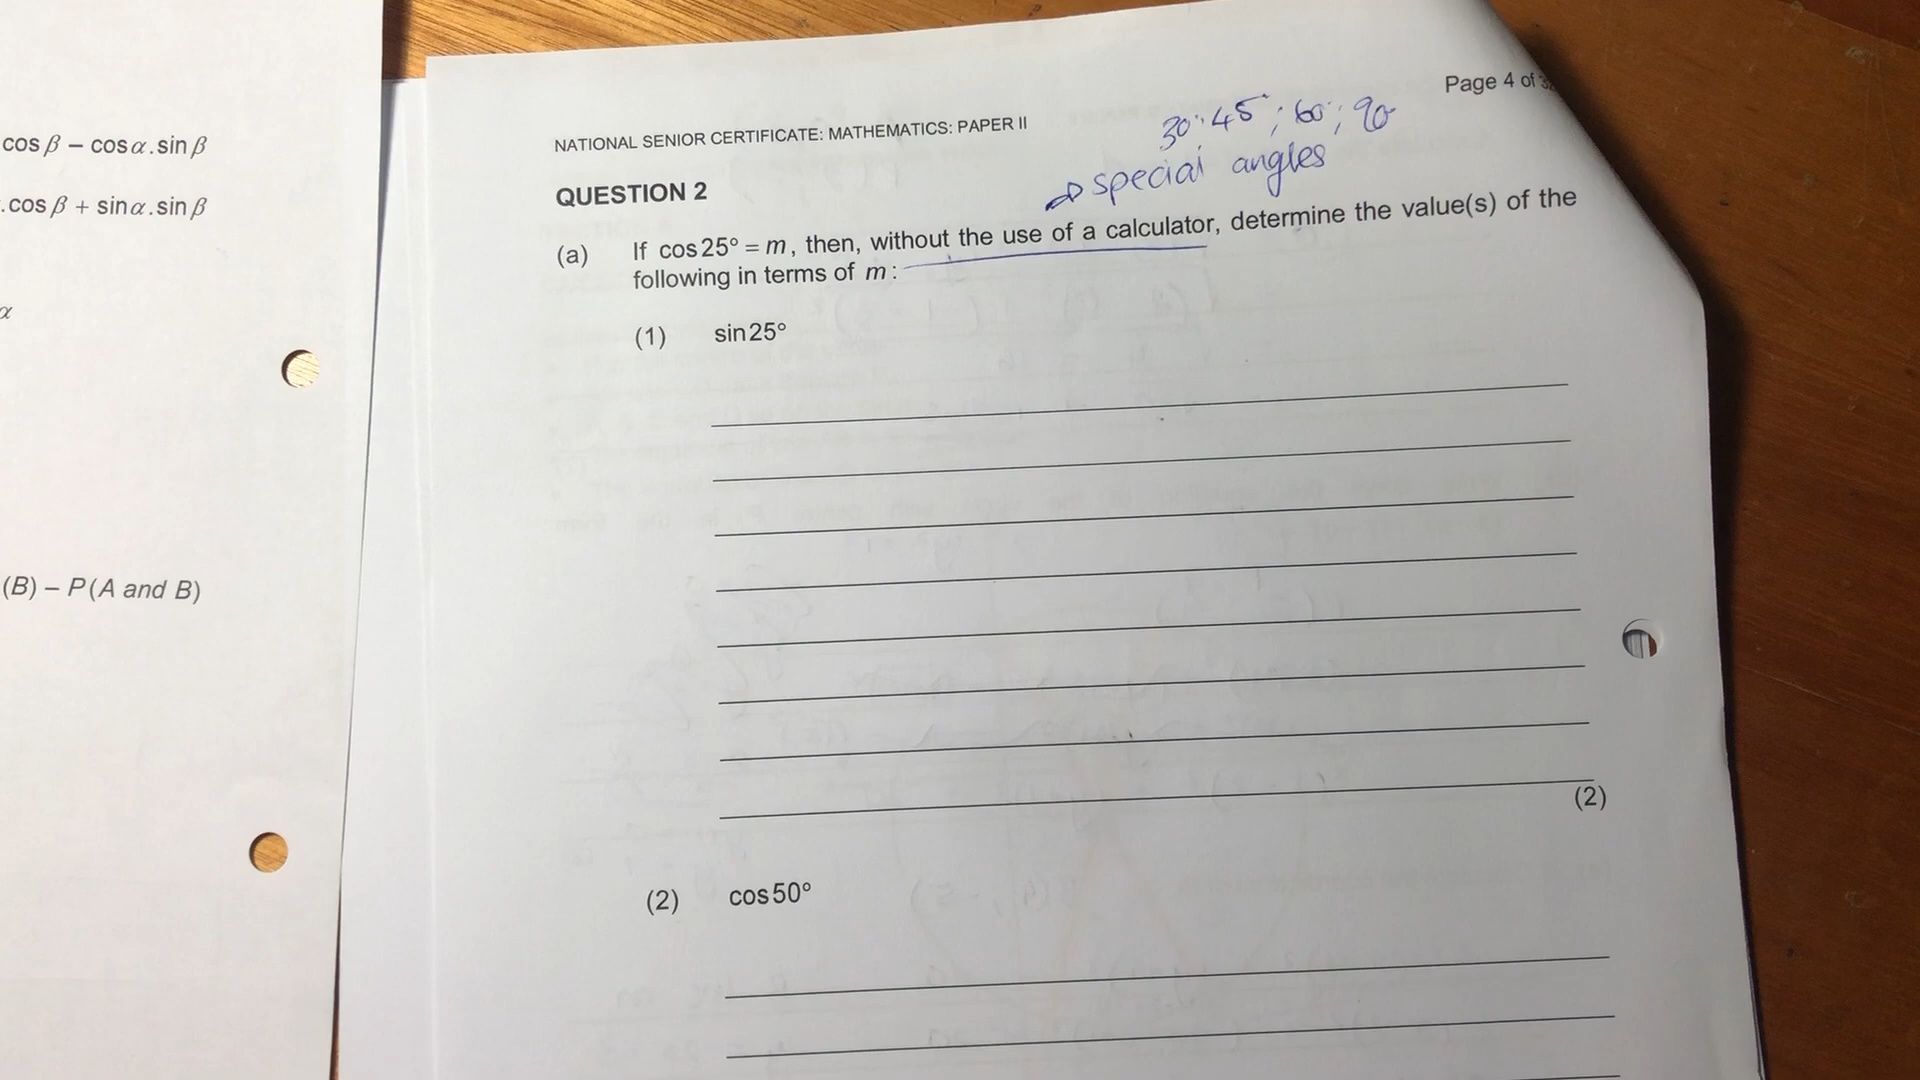 cos β – cos α . sin β
. cos β + sin α . sin β
α
(B) – P(A and B)
Page 4 of
NATIONAL SENIOR CERTIFICATE: MATHEMATICS: PAPER II
30°; 45°; 60°; 90°
special angles
QUESTION 2
(a) If cos 25° = m, then, without the use of a calculator, determine the value(s) of the
following in terms of m:
(1) sin 25°
(2)
(2) cos 50°